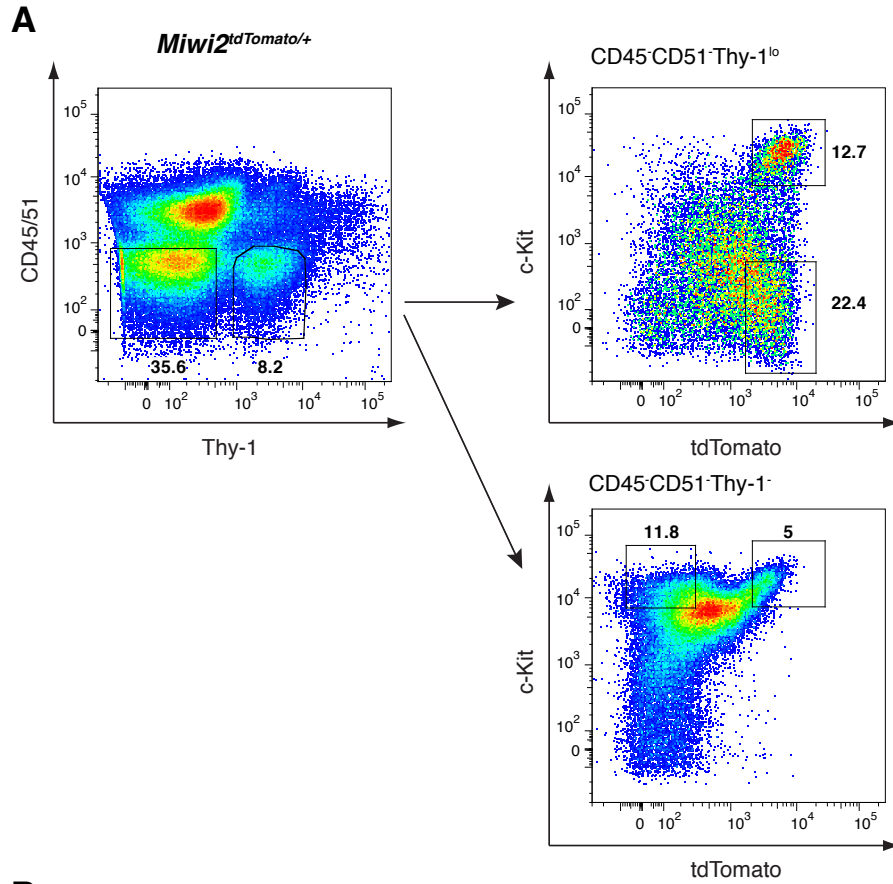 A
Miwi2tdTomato/+
CD45/51
10⁵
10⁴
10³
10²
0
35.6
8.2
0 10² 10³ 10⁴ 10⁵
Thy-1
CD45⁻CD51⁻Thy-1ˡᵒ
c-Kit
10⁵
10⁴
10³
10²
0
12.7
22.4
0 10² 10³ 10⁴ 10⁵
tdTomato
CD45⁻CD51⁻Thy-1⁻
c-Kit
10⁵
10⁴
10³
10²
0
11.8
5
0 10² 10³ 10⁴ 10⁵
tdTomato